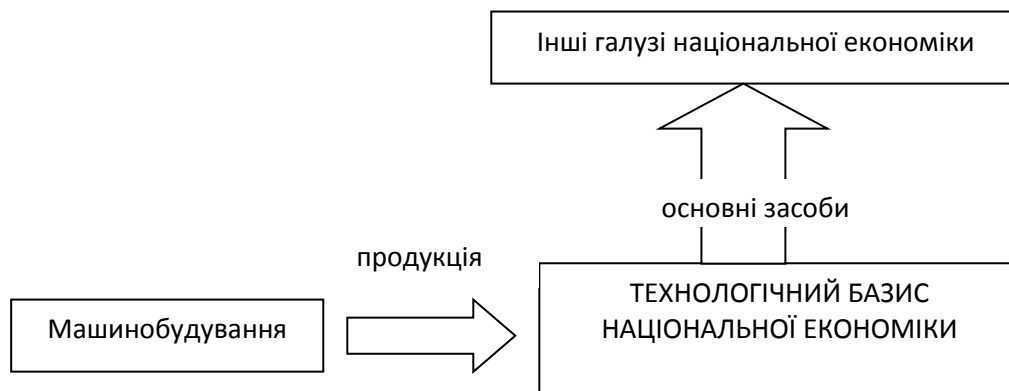 Інші галузі національної економіки
основні засоби
продукція
ТЕХНОЛОГІЧНИЙ БАЗИС
НАЦІОНАЛЬНОЇ ЕКОНОМІКИ
Машинобудування